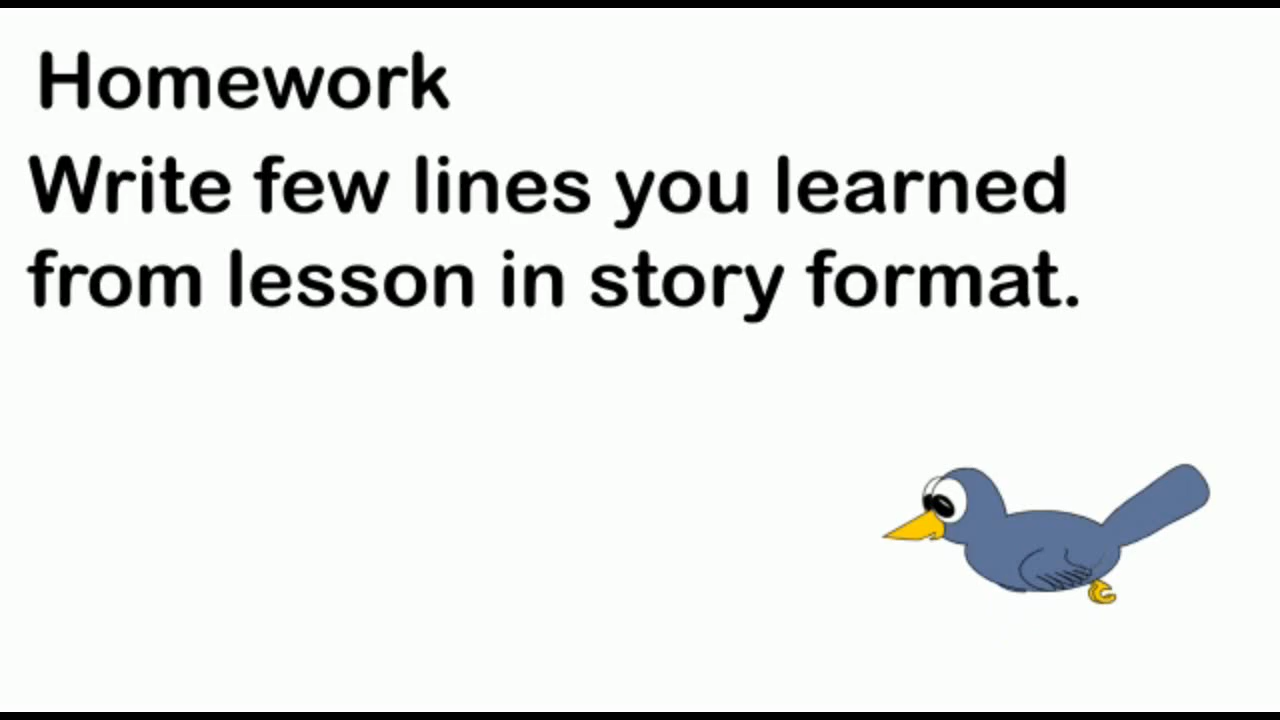 Homework
Write few lines you learned
from lesson in story format.